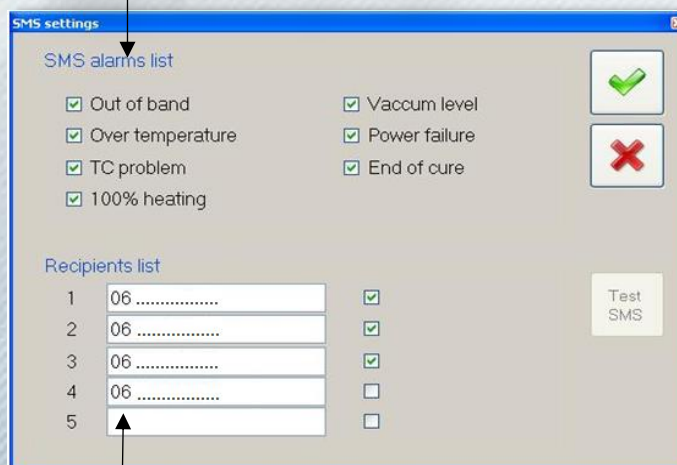 SMS settings
SMS alarms list
Out of band
Vaccum level
Over temperature
Power failure
TC problem
End of cure
100% heating
Recipients list
1 06 ................
2 06 .................
3 06 ................
4 06 .................
5
Test
SMS